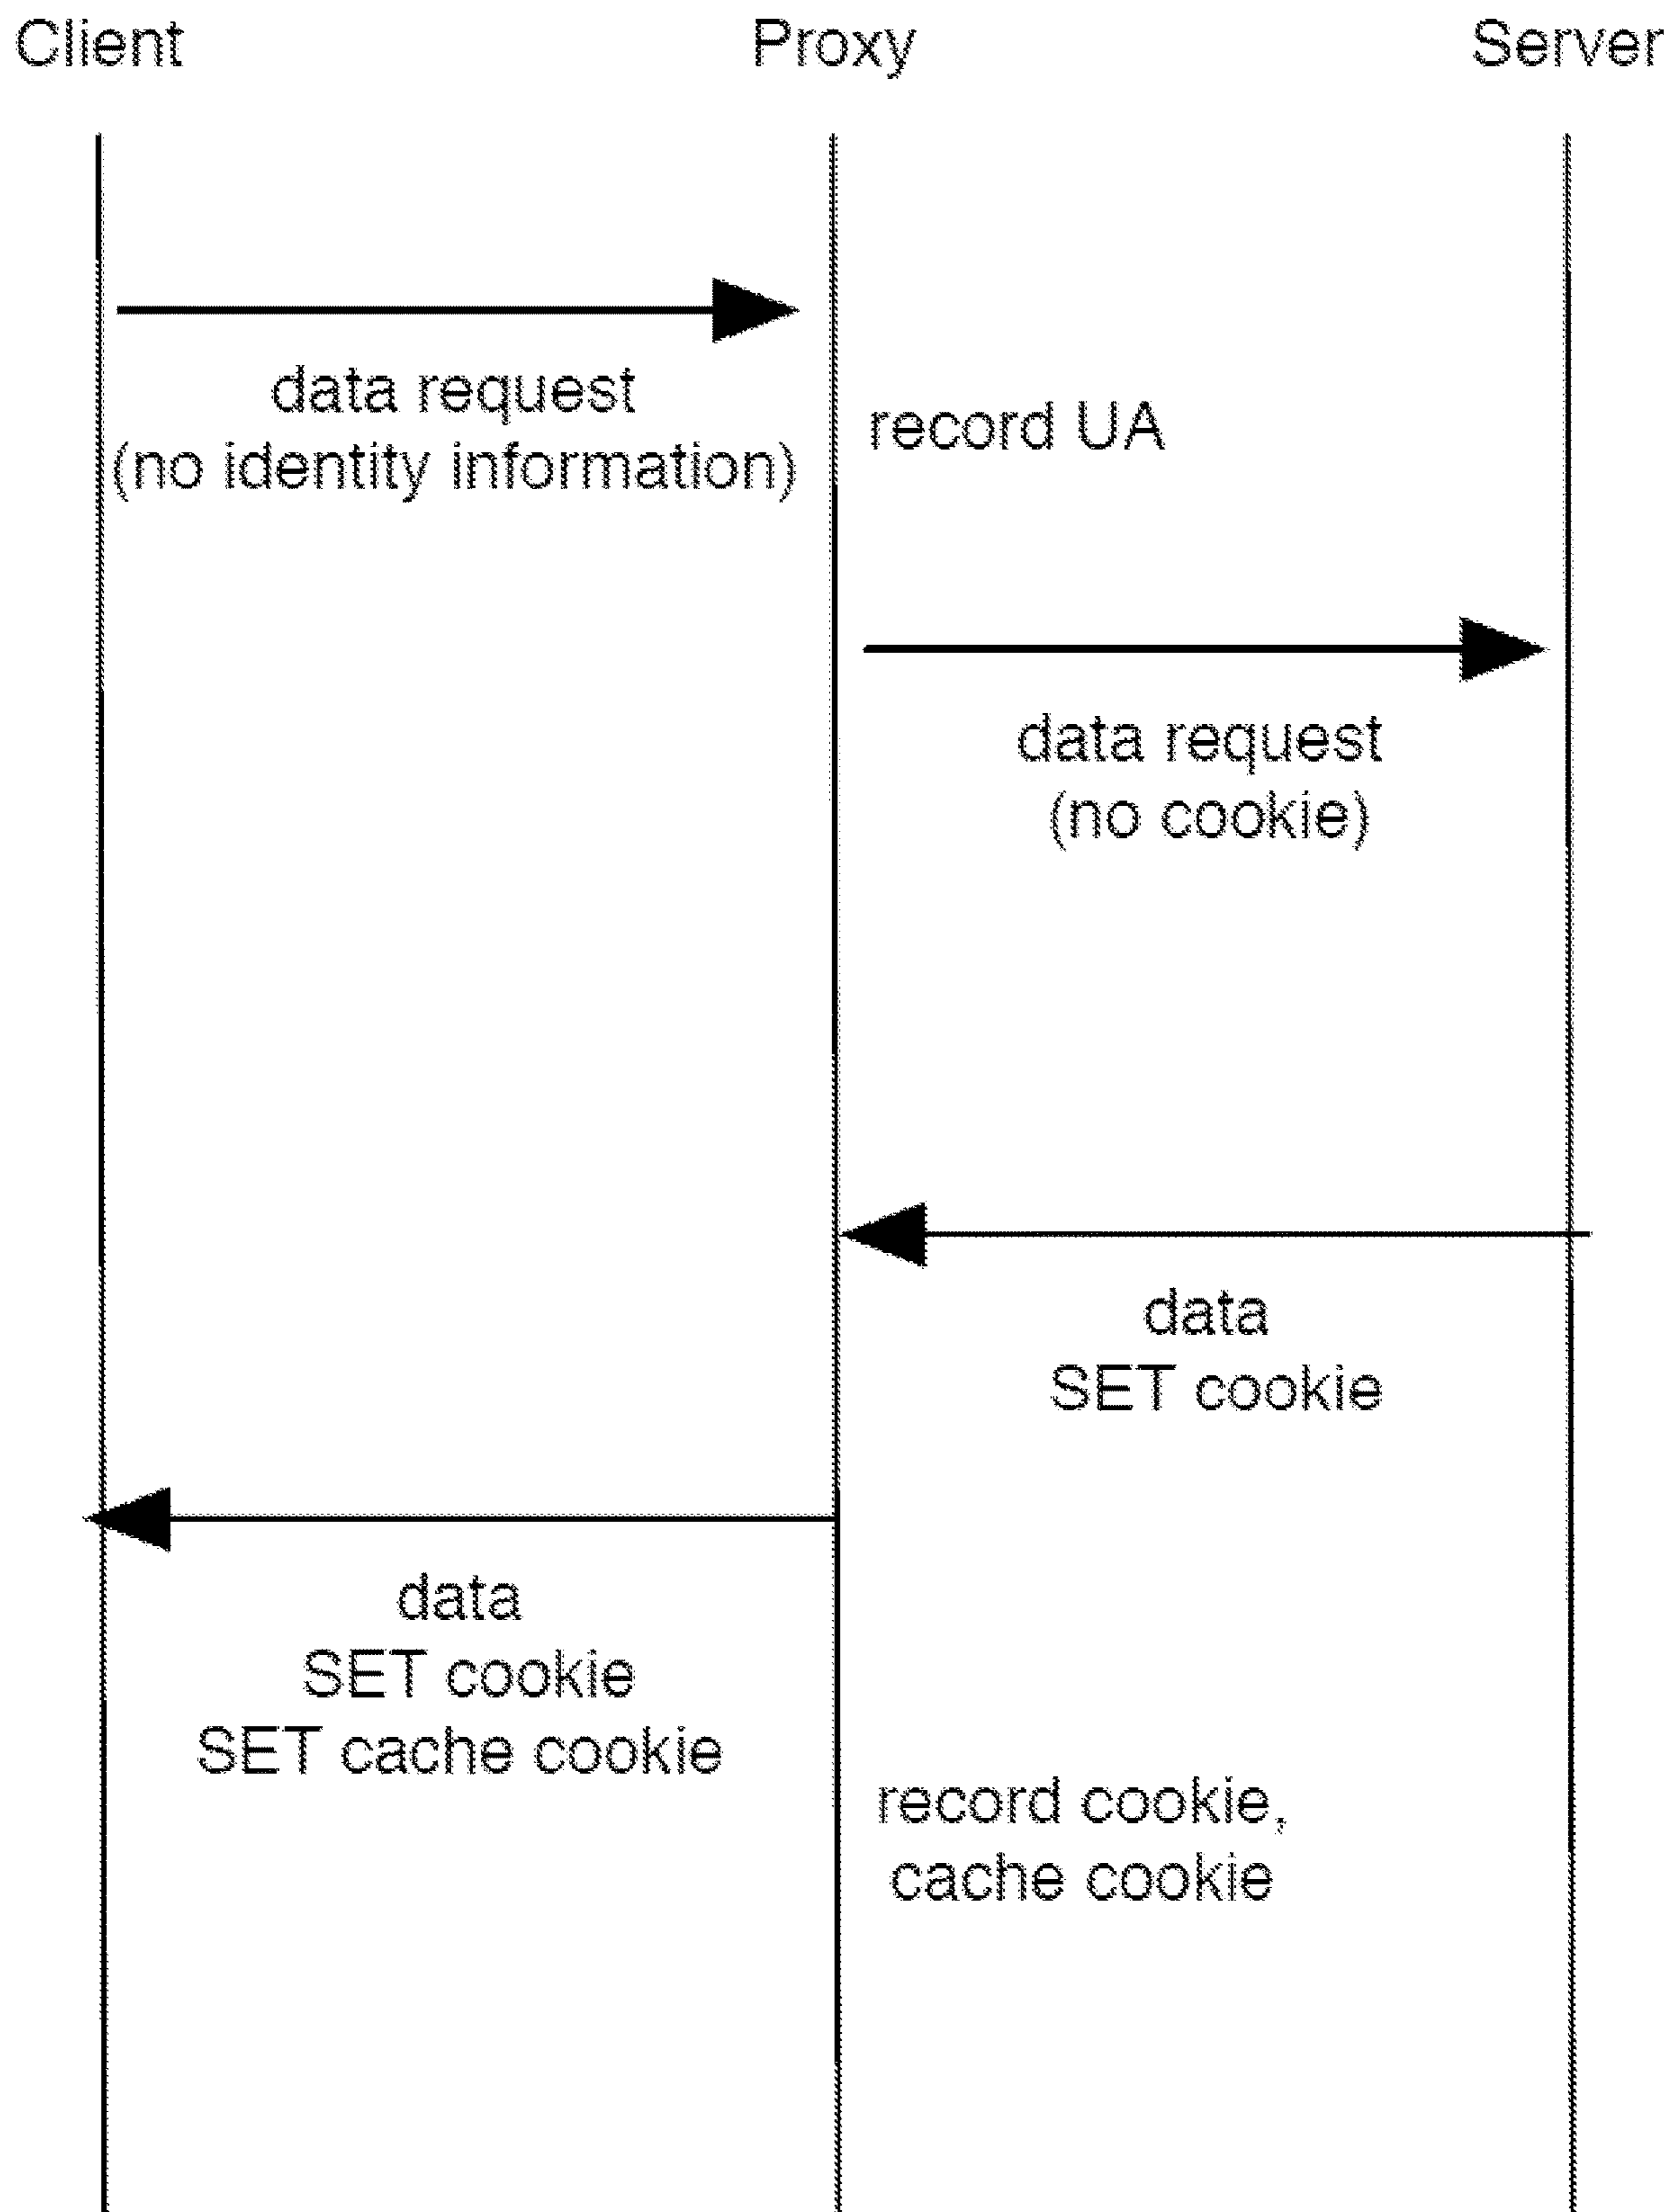 Client
Proxy
Server
data request
(no identity information)
record UA
data request
(no cookie)
data
SET cookie
data
SET cookie
SET cache cookie
record cookie,
cache cookie